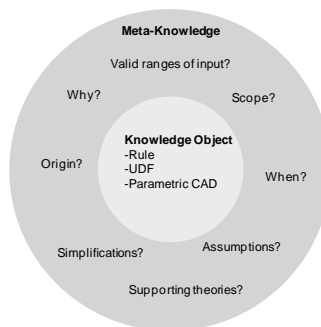 Meta-Knowledge
Valid ranges of input?
Why?
Scope?
Knowledge Object
-Rule
-UDF
-Parametric CAD
Origin?
When?
Simplifications?
Assumptions?
Supporting theories?